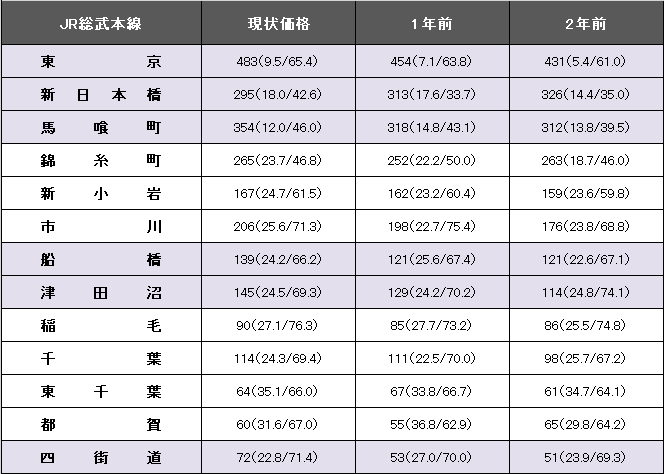 JR総武本線 現状価格 1年前 2年前
東京 483(9.5/65.4) 454(7.1/63.8) 431(5.4/61.0)
新日本橋 295(18.0/42.6) 313(17.6/33.7) 326(14.4/35.0)
馬喰町 354(12.0/46.0) 318(14.8/43.1) 312(13.8/39.5)
錦糸町 265(23.7/46.8) 252(22.2/50.0) 263(18.7/46.0)
新小岩 167(24.7/61.5) 162(23.2/60.4) 159(23.6/59.8)
市川 206(25.6/71.3) 198(22.7/75.4) 176(23.8/68.8)
船橋 139(24.2/66.2) 121(25.6/67.4) 121(22.6/67.1)
津田沼 145(24.5/69.3) 129(24.2/70.2) 114(24.8/74.1)
稲毛 90(27.1/76.3) 85(27.7/73.2) 86(25.5/74.8)
千葉 114(24.3/69.4) 111(22.5/70.0) 98(25.7/67.2)
東千葉 64(35.1/66.0) 67(33.8/66.7) 61(34.7/64.1)
都賀 60(31.6/67.0) 55(36.8/62.9) 65(29.8/64.2)
四街道 72(22.8/71.4) 53(27.0/70.0) 51(23.9/69.3)